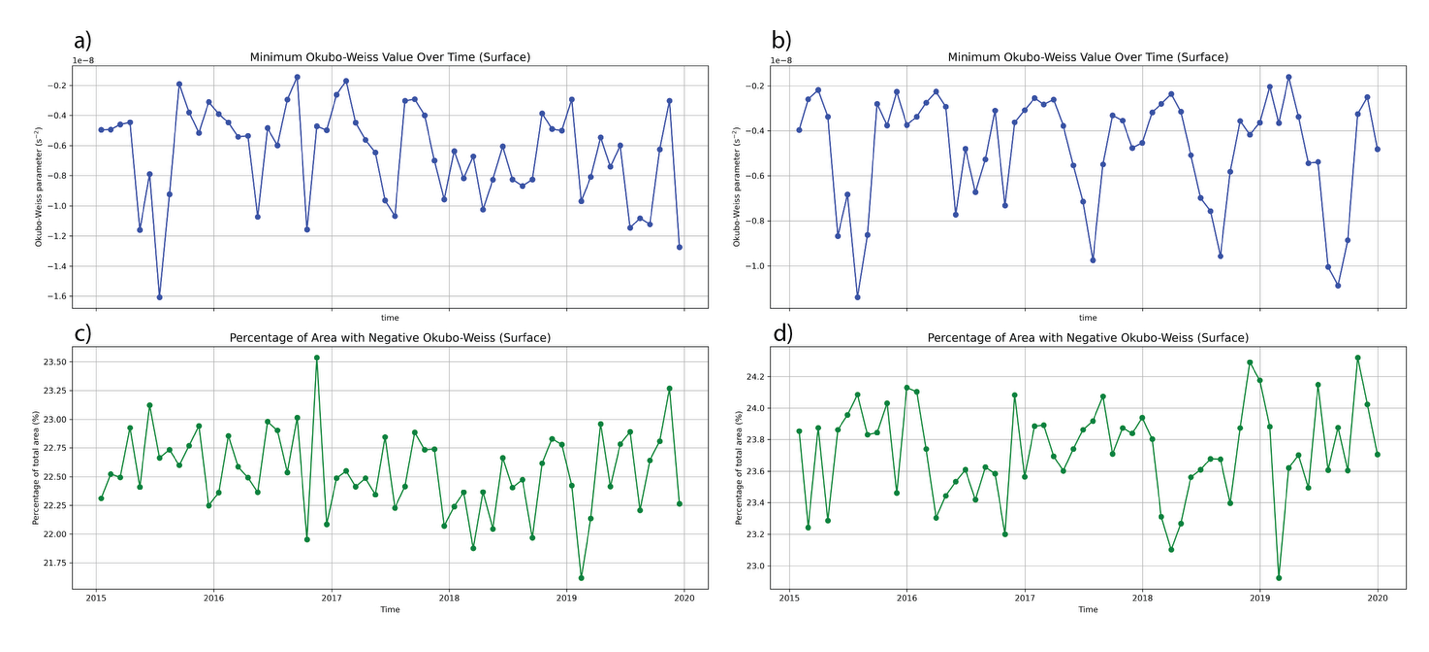 a)
Minimum Okubo-Weiss Value Over Time (Surface)
1e−8
Okubo-Weiss parameter (s⁻²)
−0.2
−0.4
−0.6
−0.8
−1.0
−1.2
−1.4
−1.6
time
b)
Minimum Okubo-Weiss Value Over Time (Surface)
1e−8
Okubo-Weiss parameter (s⁻²)
−0.2
−0.4
−0.6
−0.8
−1.0
time
c)
Percentage of Area with Negative Okubo-Weiss (Surface)
Percentage of total area (%)
23.50
23.25
23.00
22.75
22.50
22.25
22.00
21.75
2015 2016 2017 2018 2019 2020
Time
d)
Percentage of Area with Negative Okubo-Weiss (Surface)
Percentage of total area (%)
24.2
24.0
23.8
23.6
23.4
23.2
23.0
2015 2016 2017 2018 2019 2020
Time